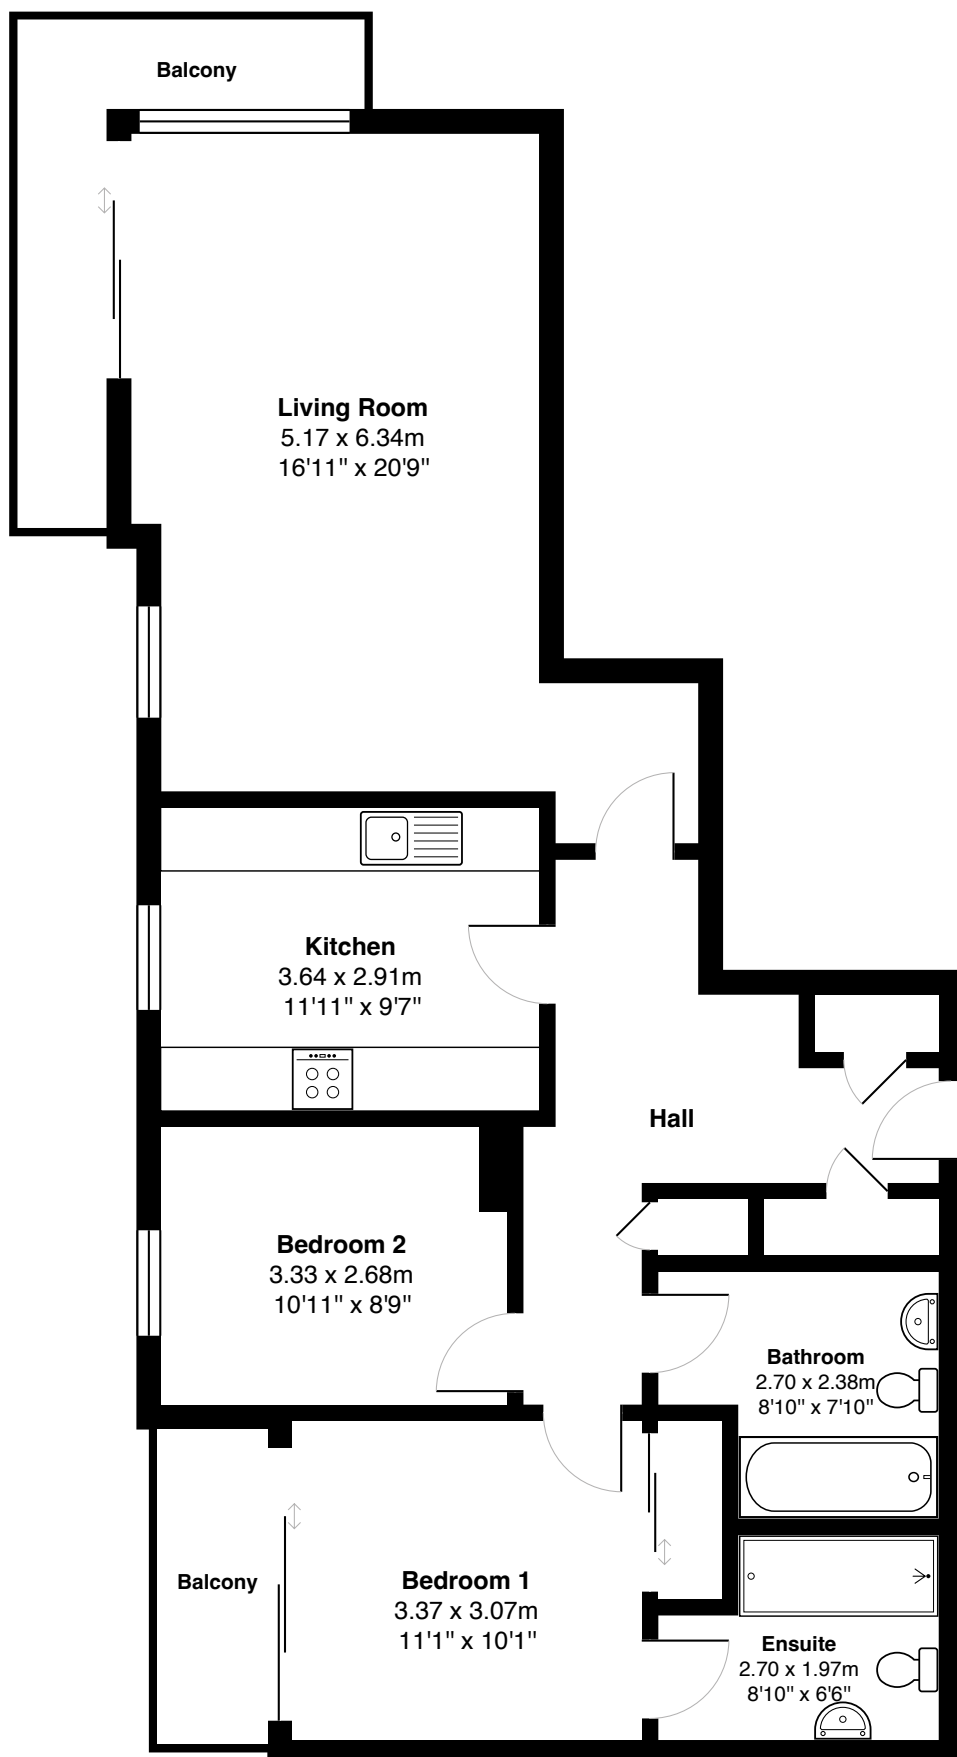 Balcony
Living Room
5.17 x 6.34m
16'11" x 20'9"
Kitchen
3.64 x 2.91m
11'11" x 9'7"
Hall
Bedroom 2
3.33 x 2.68m
10'11" x 8'9"
Bathroom
2.70 x 2.38m
8'10" x 7'10"
Balcony
Bedroom 1
3.37 x 3.07m
11'1" x 10'1"
Ensuite
2.70 x 1.97m
8'10" x 6'6"